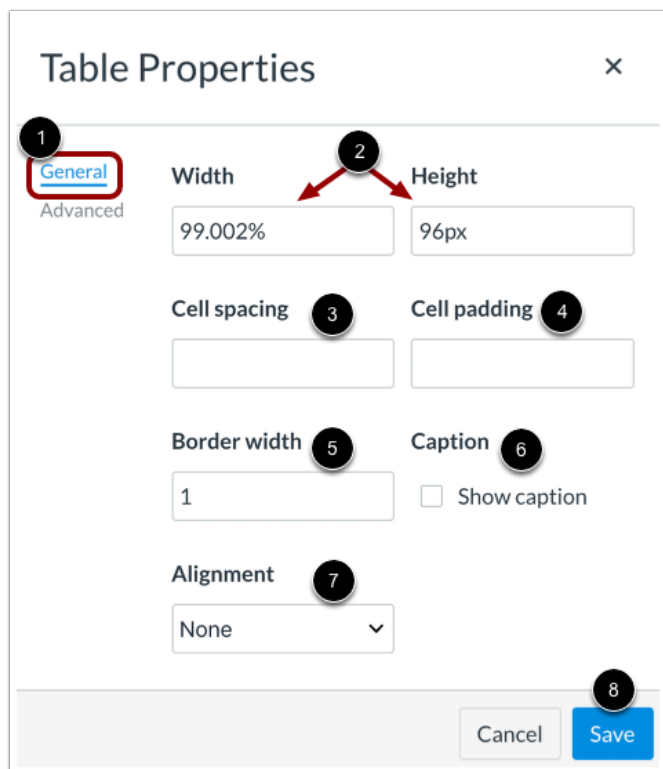 Table Properties ×
1
General
Advanced
2
Width Height
99.002% 96px
Cell spacing 3 Cell padding 4
Border width 5 Caption 6
1 Show caption
Alignment 7
None
8
Cancel Save